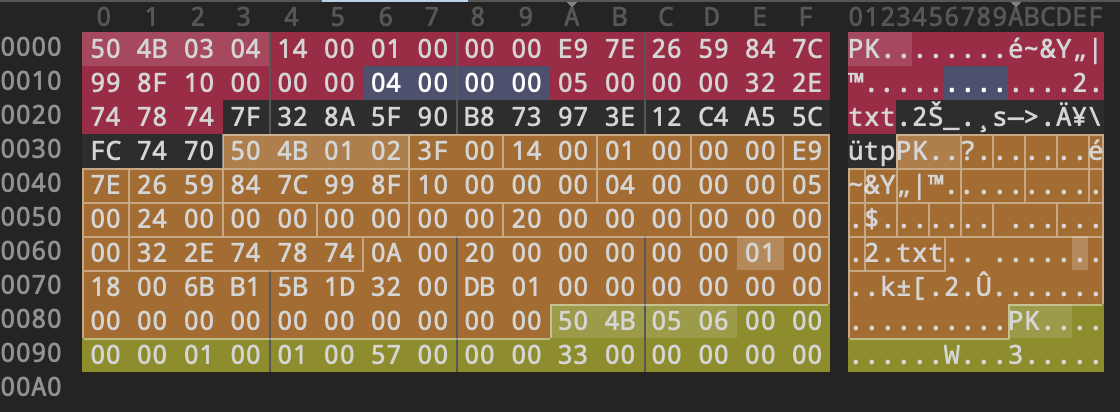 0 1 2 3 4 5 6 7 8 9 A B C D E F 0123456789ABCDEF
0000 50 4B 03 04 14 00 01 00 00 00 E9 7E 26 59 84 7C PK........é~&Y„|
0010 99 8F 10 00 00 00 04 00 00 00 05 00 00 00 32 2E ™.............2.
0020 74 78 74 7F 32 8A 5F 90 B8 73 97 3E 12 C4 A5 5C txt.2Š_.¸s—>.Ä¥\
0030 FC 74 70 50 4B 01 02 3F 00 14 00 01 00 00 00 E9 ütpPK..?.......é
0040 7E 26 59 84 7C 99 8F 10 00 00 00 04 00 00 00 05 ~&Y„|™..........
0050 00 24 00 00 00 00 00 00 00 20 00 00 00 00 00 00 .$....... ......
0060 00 32 2E 74 78 74 0A 00 20 00 00 00 00 00 01 00 .2.txt.. .......
0070 18 00 6B B1 5B 1D 32 00 DB 01 00 00 00 00 00 00 ..k±[.2.Û.......
0080 00 00 00 00 00 00 00 00 00 00 50 4B 05 06 00 00 ..........PK....
0090 00 00 01 00 01 00 57 00 00 00 33 00 00 00 00 00 ......W...3.....
00A0